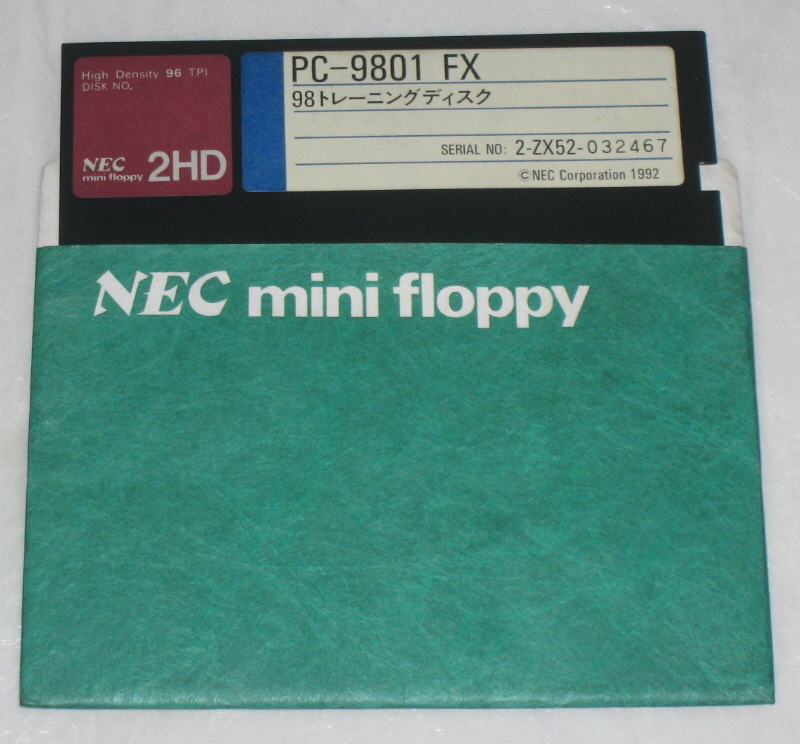 High Density 96 TPI
DISK NO.
NEC
mini floppy 2HD
PC-9801 FX
98トレーニングディスク
SERIAL NO: 2-ZX52-032467
©NEC Corporation 1992
NEC mini floppy